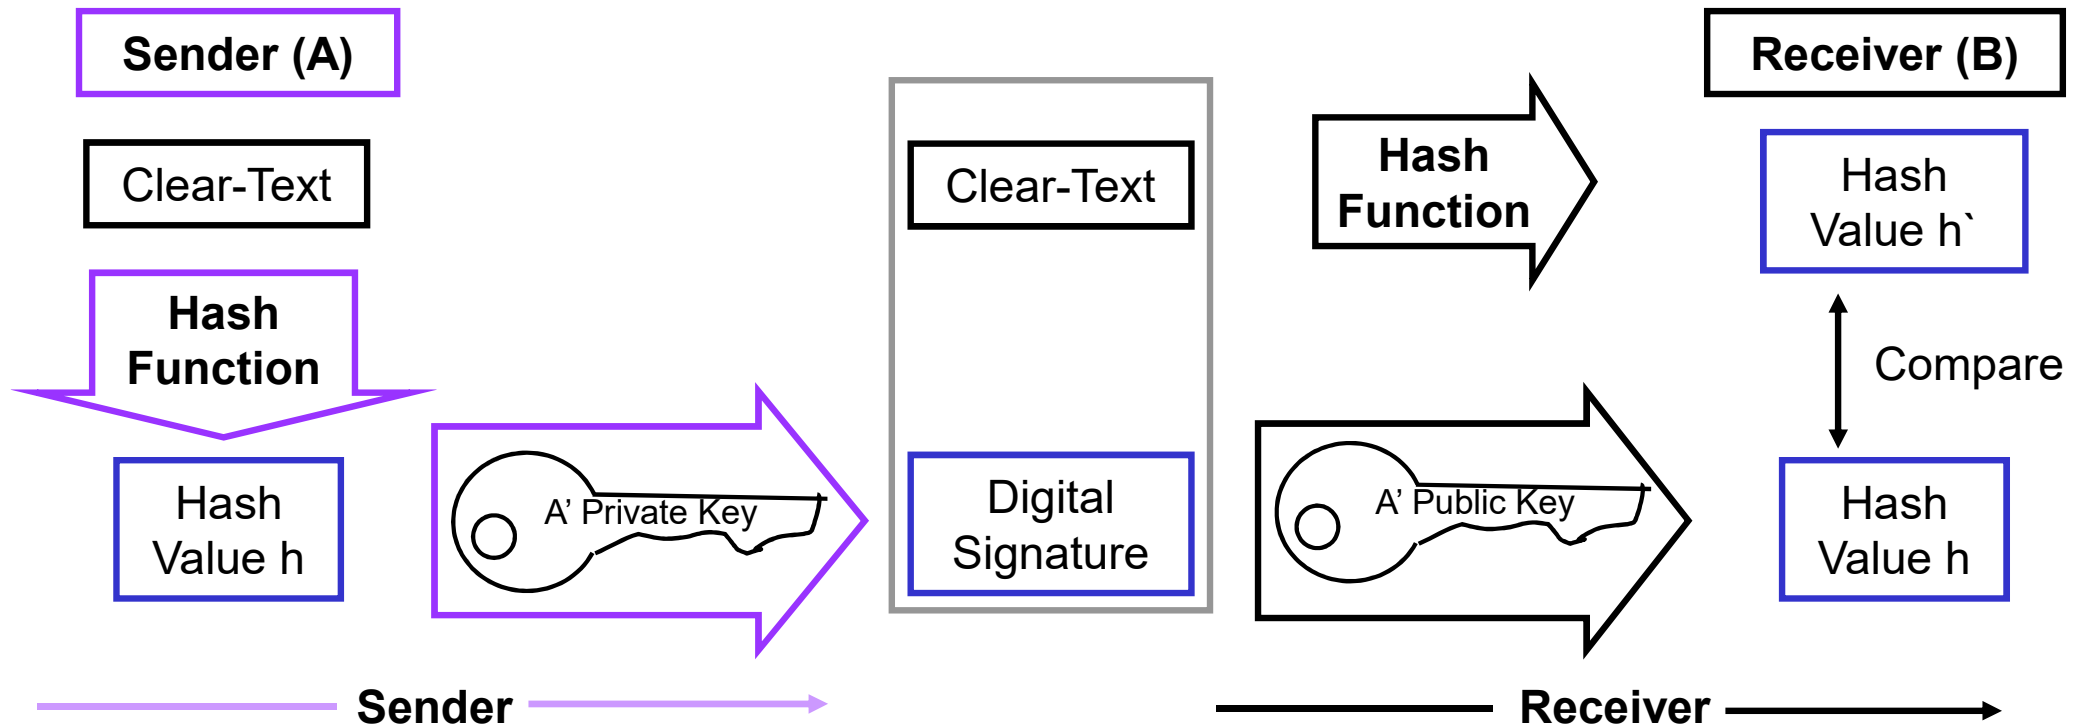 Sender (A)
Clear-Text
Hash
Function
Hash
Value h
A’ Private Key
Clear-Text
Digital
Signature
Hash
Function
A’ Public Key
Receiver (B)
Hash
Value h`
Compare
Hash
Value h
Sender
Receiver